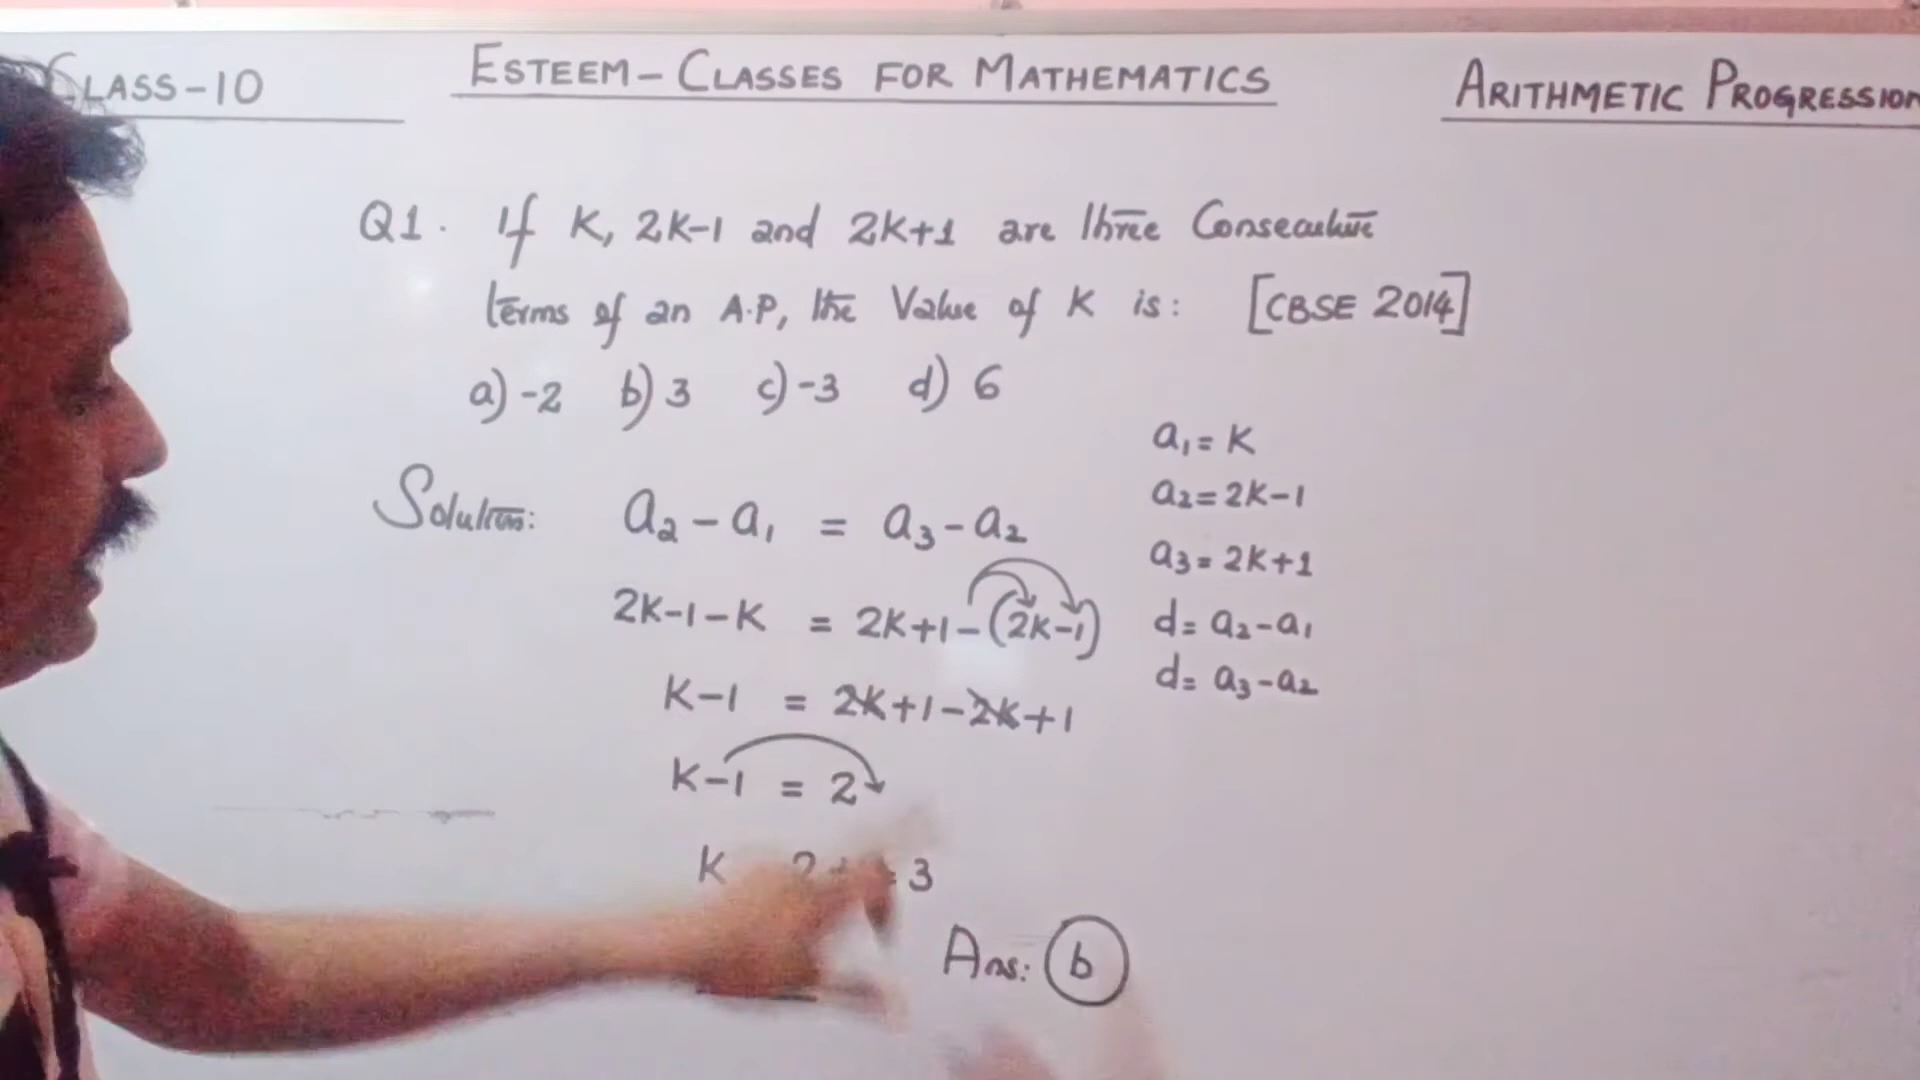 CLASS-10
ESTEEM-CLASSES FOR MATHEMATICS
ARITHMETIC PROGRESSION
Q1. If K, 2K-1 and 2K+1 are three Consecutive
terms of an A.P, the Value of K is: [CBSE 2014]
a) -2 b) 3 c) -3 d) 6
Solution:
a₂ - a₁ = a₃ - a₂
2K-1-K = 2K+1-(2K-1)
K-1 = 2K+1-2K+1
K-1 = 2
K 2+ = 3
Ans: b
a₁ = K
a₂ = 2K-1
a₃ = 2K+1
d = a₂-a₁
d = a₃-a₂